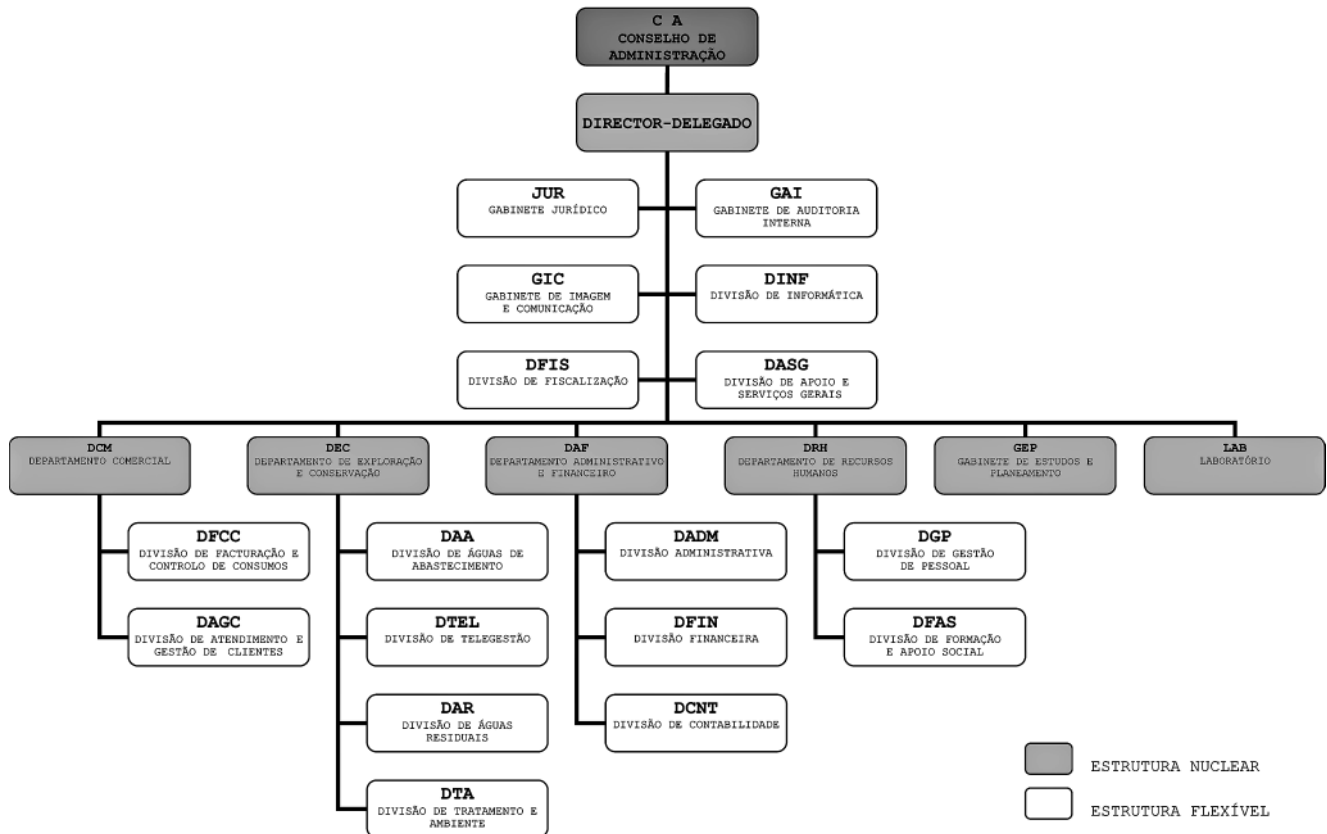 C A
CONSELHO DE
ADMINISTRAÇÃO
DIRECTOR-DELEGADO
JUR
GABINETE JURÍDICO
GAI
GABINETE DE AUDITORIA
INTERNA
GIC
GABINETE DE IMAGEM
E COMUNICAÇÃO
DINF
DIVISÃO DE INFORMÁTICA
DFIS
DIVISÃO DE FISCALIZAÇÃO
DASG
DIVISÃO DE APOIO E
SERVIÇOS GERAIS
DCM
DEPARTAMENTO COMERCIAL
DEC
DEPARTAMENTO DE EXPLORAÇÃO
E CONSERVAÇÃO
DAF
DEPARTAMENTO ADMINISTRATIVO
E FINANCEIRO
DRH
DEPARTAMENTO DE RECURSOS
HUMANOS
GEP
GABINETE DE ESTUDOS E
PLANEAMENTO
LAB
LABORATÓRIO
DFCC
DIVISÃO DE FACTURAÇÃO E
CONTROLO DE CONSUMOS
DAA
DIVISÃO DE ÁGUAS DE
ABASTECIMENTO
DADM
DIVISÃO ADMINISTRATIVA
DGP
DIVISÃO DE GESTÃO
DE PESSOAL
DAGC
DIVISÃO DE ATENDIMENTO E
GESTÃO DE CLIENTES
DTEL
DIVISÃO DE TELEGESTÃO
DFIN
DIVISÃO FINANCEIRA
DFAS
DIVISÃO DE FORMAÇÃO
E APOIO SOCIAL
DAR
DIVISÃO DE ÁGUAS
RESIDUAIS
DCNT
DIVISÃO DE CONTABILIDADE
DTA
DIVISÃO DE TRATAMENTO E
AMBIENTE
ESTRUTURA NUCLEAR
ESTRUTURA FLEXÍVEL